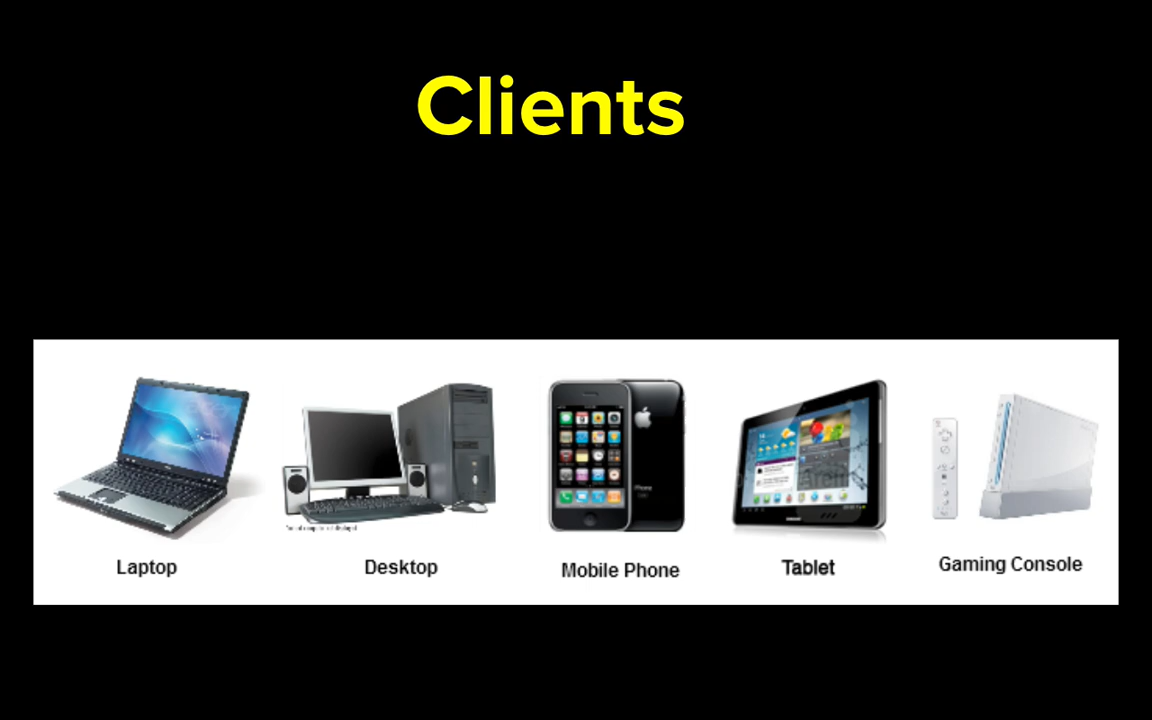 Clients
Laptop
Desktop
Mobile Phone
Tablet
Gaming Console